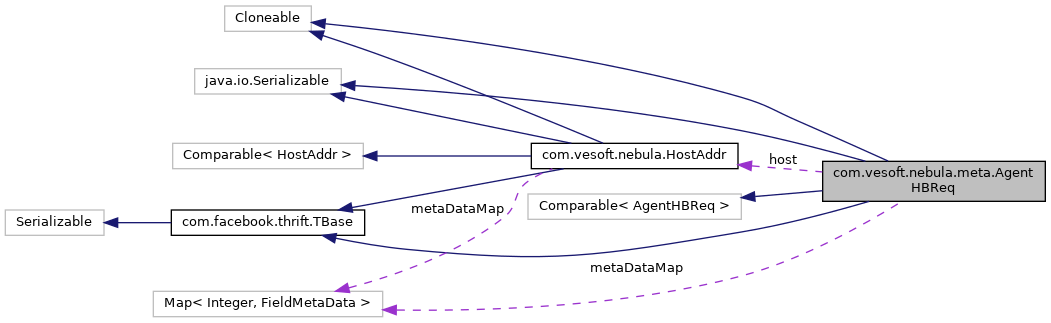 Cloneable
java.io.Serializable
Comparable< HostAddr >
com.vesoft.nebula.HostAddr
host
com.vesoft.nebula.meta.Agent
HBReq
Comparable< AgentHBReq >
metaDataMap
Serializable
com.facebook.thrift.TBase
metaDataMap
Map< Integer, FieldMetaData >